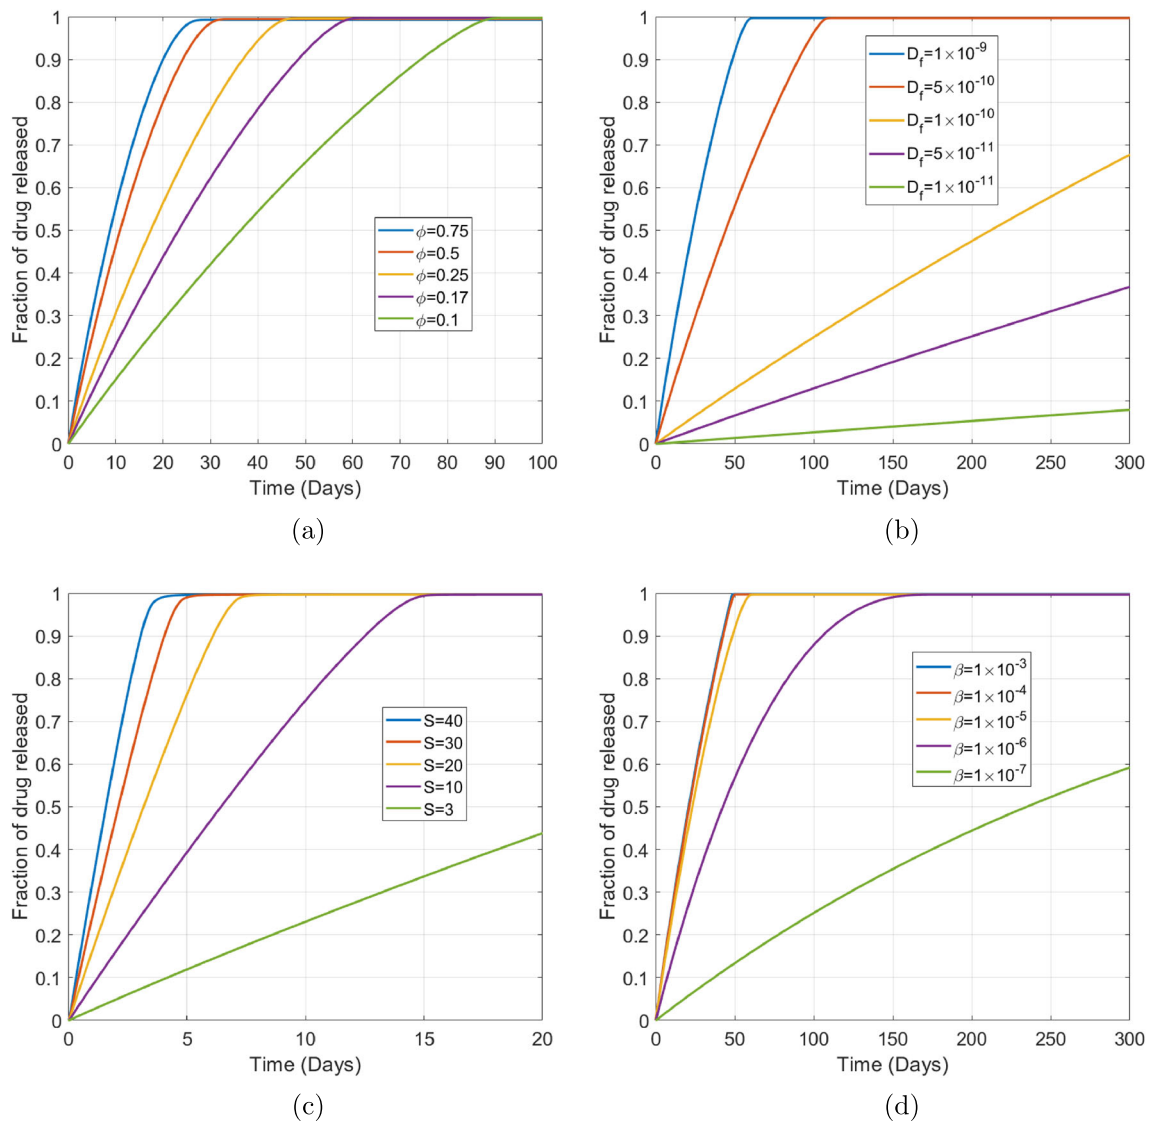 1
0.9
0.8
0.7
0.6
0.5
0.4
0.3
0.2
0.1
0
Fraction of drug released
ϕ=0.75
ϕ=0.5
ϕ=0.25
ϕ=0.17
ϕ=0.1
0 10 20 30 40 50 60 70 80 90 100
Time (Days)
(a)
1
0.9
0.8
0.7
0.6
0.5
0.4
0.3
0.2
0.1
0
Fraction of drug released
D_f=1×10^-9
D_f=5×10^-10
D_f=1×10^-10
D_f=5×10^-11
D_f=1×10^-11
0 50 100 150 200 250 300
Time (Days)
(b)
1
0.9
0.8
0.7
0.6
0.5
0.4
0.3
0.2
0.1
0
Fraction of drug released
S=40
S=30
S=20
S=10
S=3
0 5 10 15 20
Time (Days)
(c)
1
0.9
0.8
0.7
0.6
0.5
0.4
0.3
0.2
0.1
0
Fraction of drug released
β=1×10^-3
β=1×10^-4
β=1×10^-5
β=1×10^-6
β=1×10^-7
0 50 100 150 200 250 300
Time (Days)
(d)